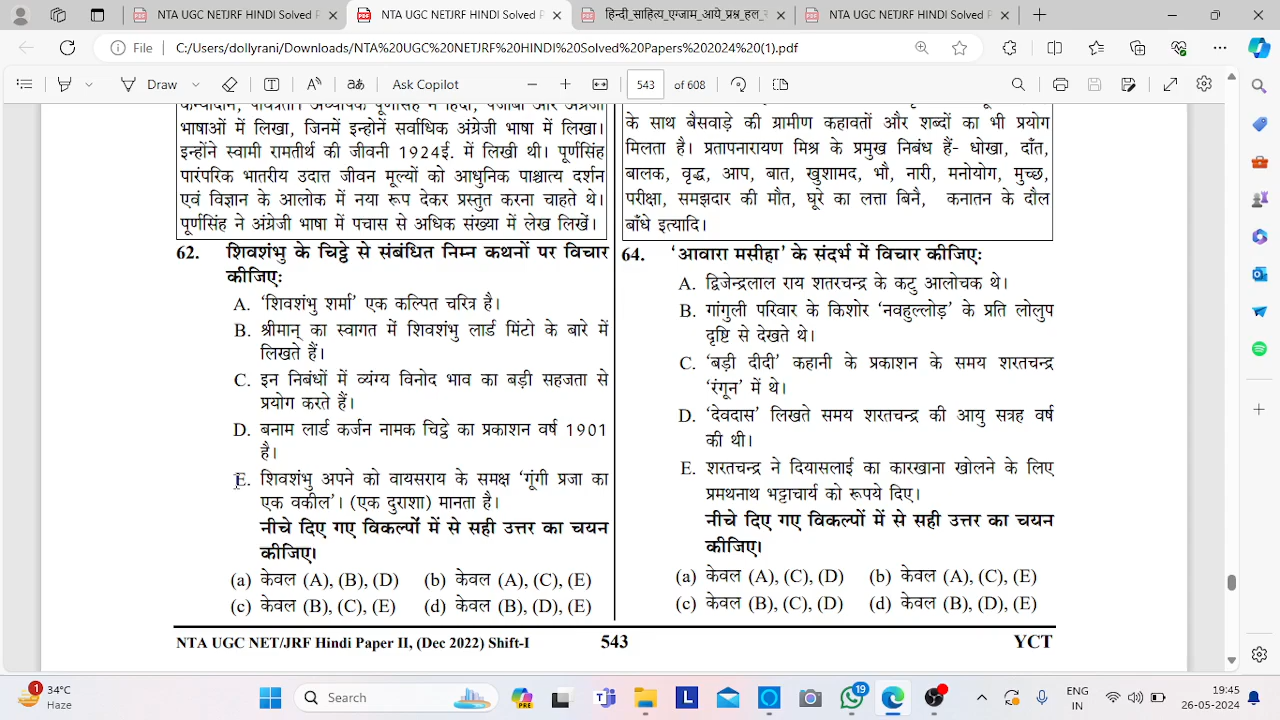 NTA UGC NETJRF HINDI Solved P
NTA UGC NETJRF HINDI Solved P
हिन्दी_साहित्य_एग्जाम_आये प्रश्न_हल_
NTA UGC NETJRF HINDI Solved P
File
C:/Users/dollyrani/Downloads/NTA%20UGC%20NETJRF%20HINDI%20Solved%20Papers%202024%20(1).pdf
Draw
Ask Copilot
543 of 608
भाषाओं में लिखा, जिनमें इन्होने सर्वाधिक अंग्रेजी भाषा में लिखा।
इन्होंने स्वामी रामतीर्थ की जीवनी 1924ई. में लिखी थी। पूर्णसिंह
पारंपरिक भातरीय उदात्त जीवन मूल्यों को आधुनिक पाश्चात्य दर्शन
एवं विज्ञान के आलोक में नया रूप देकर प्रस्तुत करना चाहते थे।
पूर्णसिंह ने अंग्रेजी भाषा में पचास से अधिक संख्या में लेख लिखें।
62. शिवशंभु के चिट्ठे से संबंधित निम्न कथनों पर विचार
कीजिए:
A. 'शिवशंभु शर्मा' एक कल्पित चरित्र है।
B. श्रीमान् का स्वागत में शिवशंभु लार्ड मिंटो के बारे में
लिखते हैं।
C. इन निबंधों में व्यंग्य विनोद भाव का बड़ी सहजता से
प्रयोग करते हैं।
D. बनाम लार्ड कर्जन नामक चिट्ठे का प्रकाशन वर्ष 1901
है।
E. शिवशंभु अपने को वायसराय के समक्ष 'गूंगी प्रजा का
एक वकील'। (एक दुराशा) मानता है।
नीचे दिए गए विकल्पों में से सही उत्तर का चयन
कीजिए।
(a) केवल (A), (B), (D) (b) केवल (A), (C), (E)
(c) केवल (B), (C), (E) (d) केवल (B), (D), (E)
के साथ बैसवाड़े की ग्रामीण कहावतों और शब्दों का भी प्रयोग
मिलता है। प्रतापनारायण मिश्र के प्रमुख निबंध हैं- धोखा, दाँत,
बालक, वृद्ध, आप, बात, खुशामद, भौ, नारी, मनोयोग, मुच्छ,
परीक्षा, समझदार की मौत, घूरे का लत्ता बिनै, कनातन के दौल
बाँधे इत्यादि।
64. 'आवारा मसीहा' के संदर्भ में विचार कीजिए:
A. द्विजेन्द्रलाल राय शतरचन्द्र के कटु आलोचक थे।
B. गांगुली परिवार के किशोर 'नवहुल्लोड़' के प्रति लोलुप
दृष्टि से देखते थे।
C. 'बड़ी दीदी' कहानी के प्रकाशन के समय शरतचन्द्र
'रंगून' में थे।
D. 'देवदास' लिखते समय शरतचन्द्र की आयु सत्रह वर्ष
की थी।
E. शरतचन्द्र ने दियासलाई का कारखाना खोलने के लिए
प्रमथनाथ भट्टाचार्य को रूपये दिए।
नीचे दिए गए विकल्पों में से सही उत्तर का चयन
कीजिए।
(a) केवल (A), (C), (D) (b) केवल (A), (C), (E)
(c) केवल (B), (C), (D) (d) केवल (B), (D), (E)
NTA UGC NET/JRF Hindi Paper II, (Dec 2022) Shift-I 543 YCT
1
34°C
Haze
Search
PRE
19
ENG
IN
19:45
26-05-2024